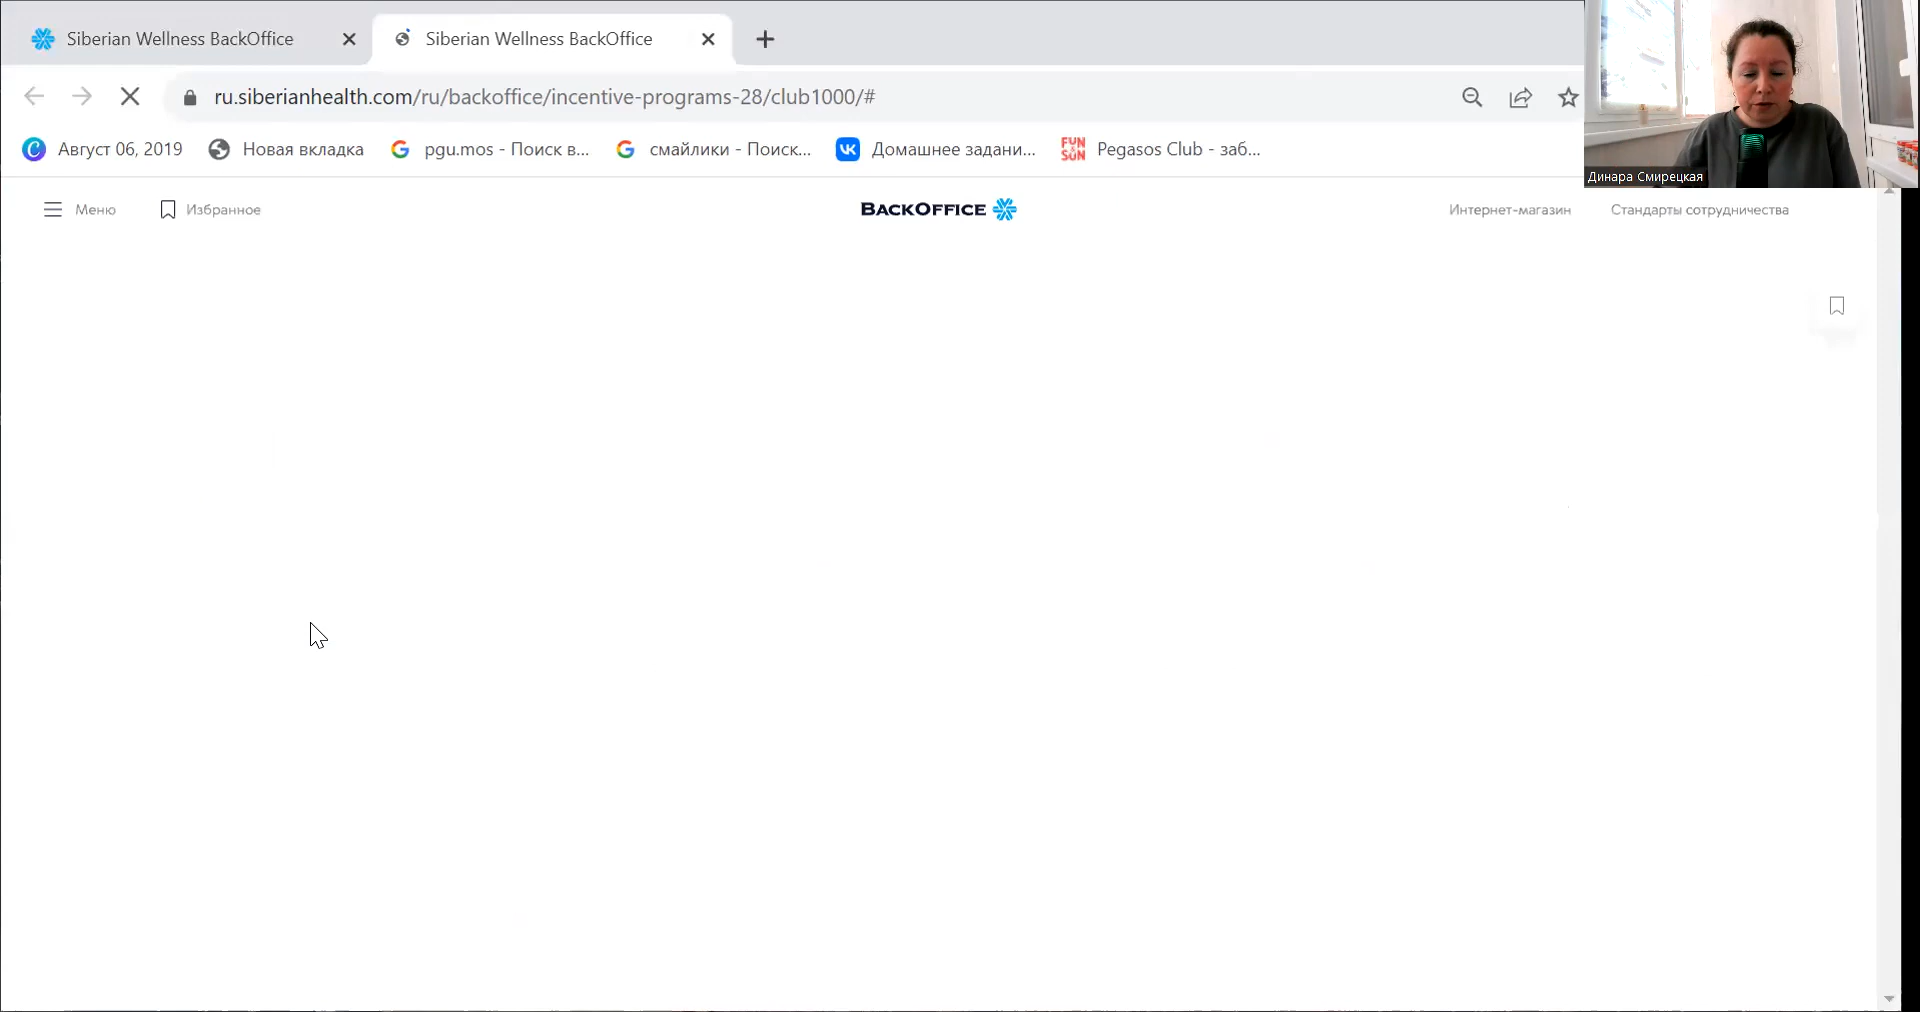 Siberian Wellness BackOffice
Siberian Wellness BackOffice
ru.siberianhealth.com/ru/backoffice/incentive-programs-28/club1000/#
Август 06, 2019
Новая вкладка
pgu.mos - Поиск в...
смайлики - Поиск...
Домашнее задани...
FUN&SUN
Pegasos Club - заб...
Динара Смирецкая
Меню
Избранное
BACKOFFICE
Интернет-магазин
Стандарты сотрудничества